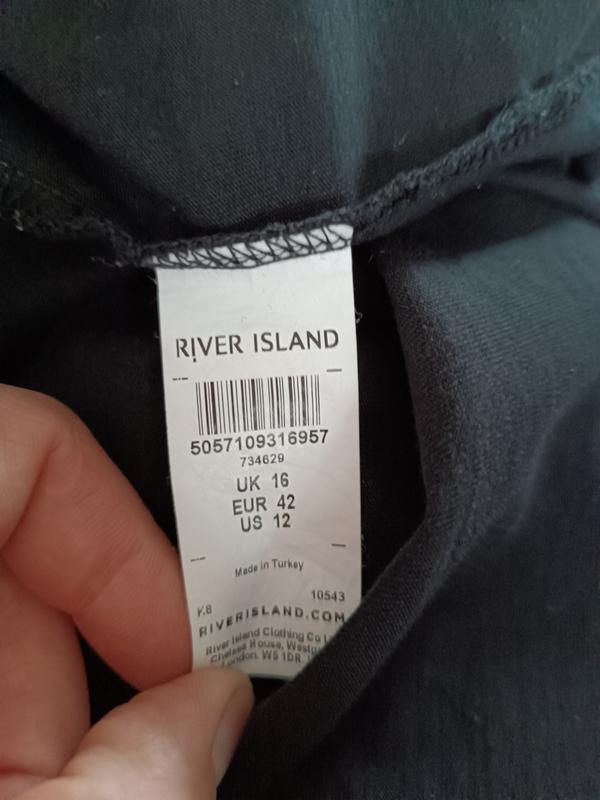 RIVER ISLAND
5057109316957
734629
UK 16
EUR 42
US 12
Made in Turkey
K8 10543
RIVERISLAND.COM
River Island Clothing Co
Chelsea House,
London. W5 1DR.